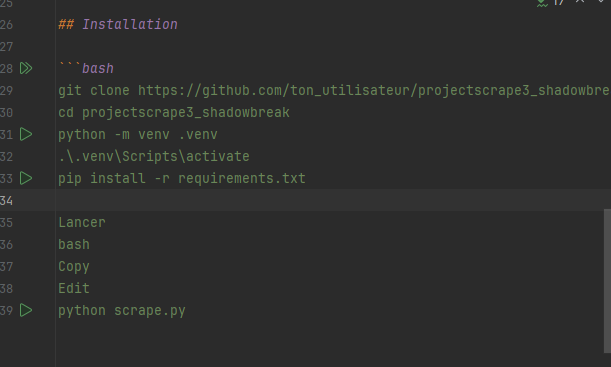 25
26 ## Installation
27
28 ```bash
29 git clone https://github.com/ton_utilisateur/projectscrape3_shadowbre
30 cd projectscrape3_shadowbreak
31 python -m venv .venv
32 .\.venv\Scripts\activate
33 pip install -r requirements.txt
34
35 Lancer
36 bash
37 Copy
38 Edit
39 python scrape.py